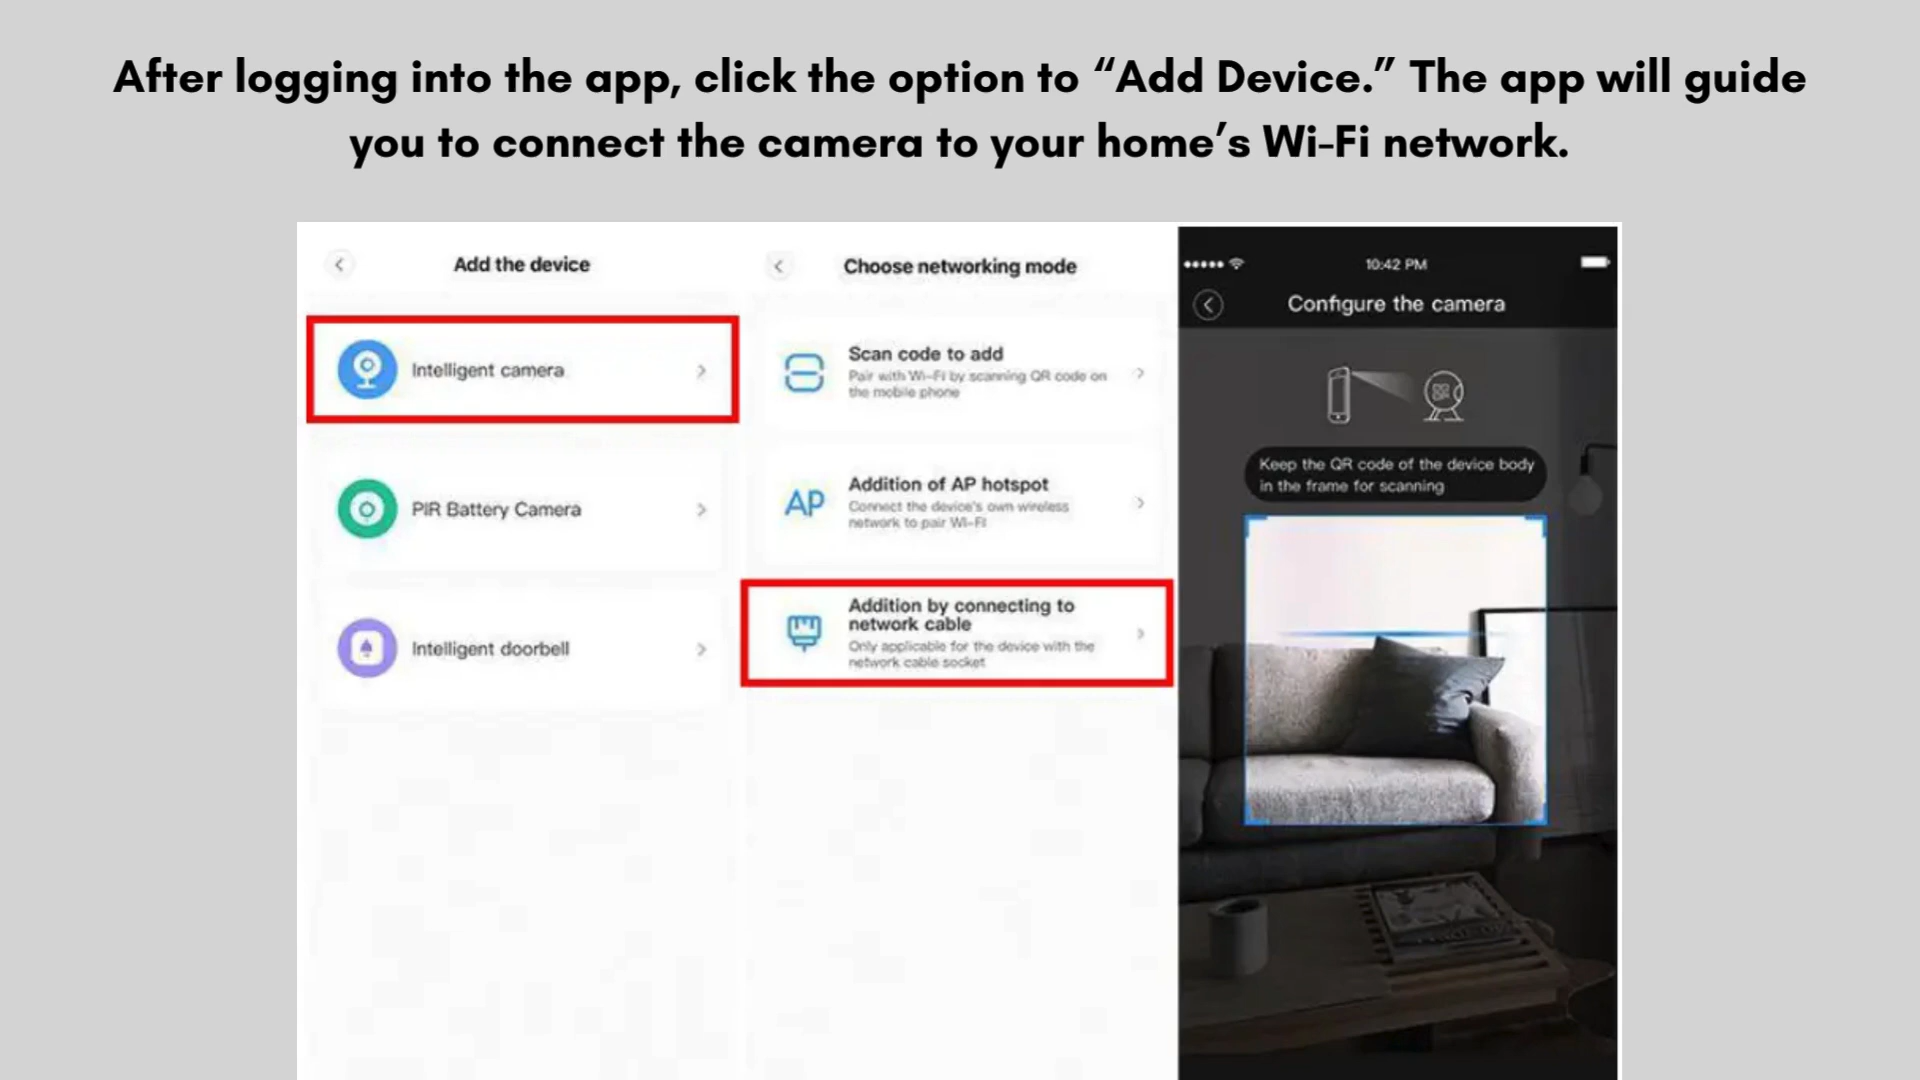 After logging into the app, click the option to “Add Device.” The app will guide
you to connect the camera to your home’s Wi-Fi network.
Add the device
Intelligent camera
PIR Battery Camera
Intelligent doorbell
Choose networking mode
Scan code to add
Pair with Wi-Fi by scanning QR code on
the mobile phone
AP
Addition of AP hotspot
Connect the device's own wireless
network to pair Wi-Fi
Addition by connecting to
network cable
Only applicable for the device with the
network cable socket
10:42 PM
Configure the camera
Keep the QR code of the device body
in the frame for scanning